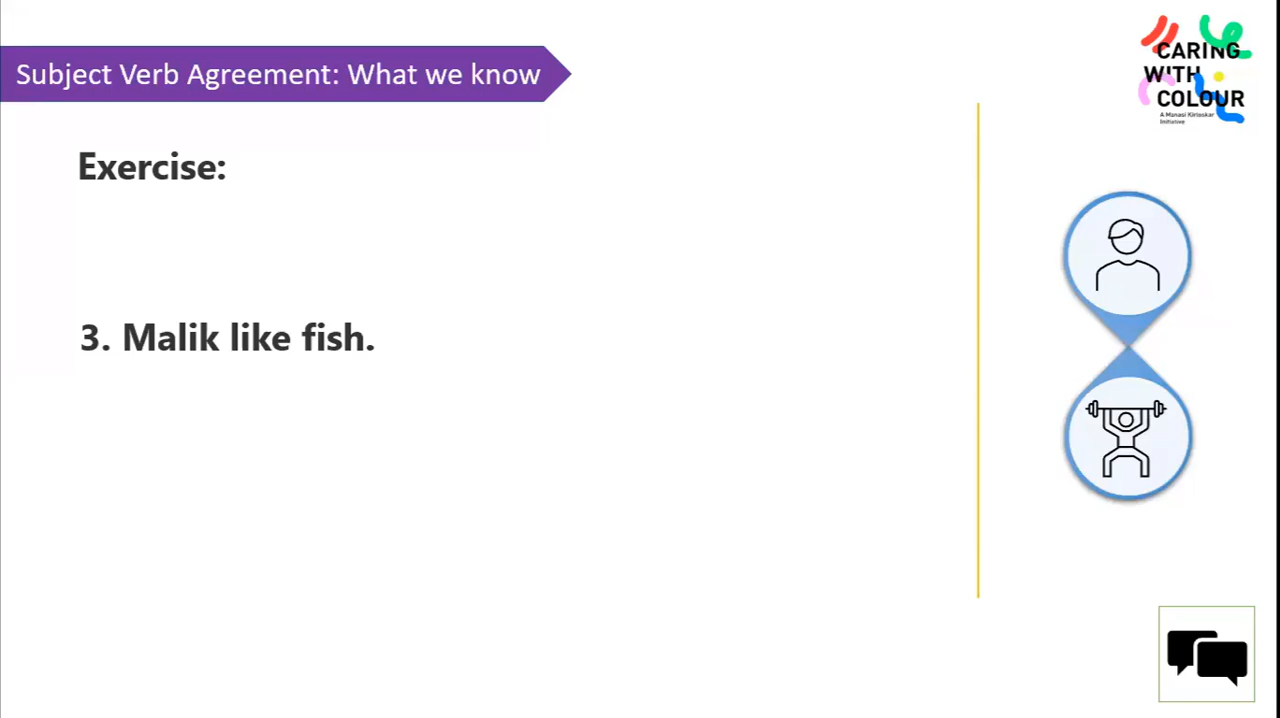 Subject Verb Agreement: What we know
CARING
WITH
COLOUR
A Manasi Kirloskar
Initiative
Exercise:
3. Malik like fish.